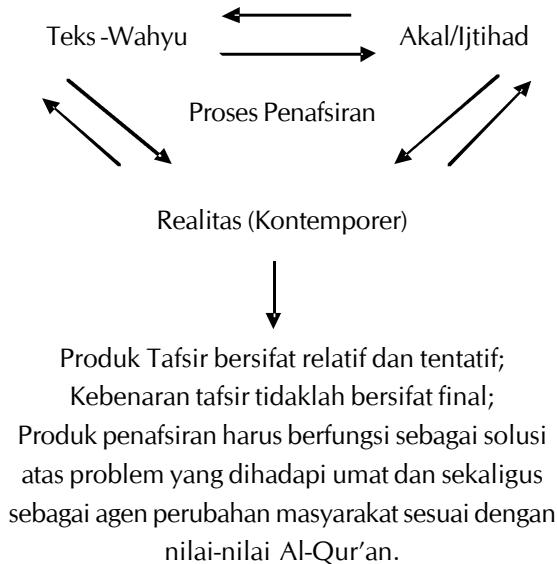 Teks -Wahyu
Akal/Ijtihad
Proses Penafsiran
Realitas (Kontemporer)
Produk Tafsir bersifat relatif dan tentatif;
Kebenaran tafsir tidaklah bersifat final;
Produk penafsiran harus berfungsi sebagai solusi
atas problem yang dihadapi umat dan sekaligus
sebagai agen perubahan masyarakat sesuai dengan
nilai-nilai Al-Qur’an.